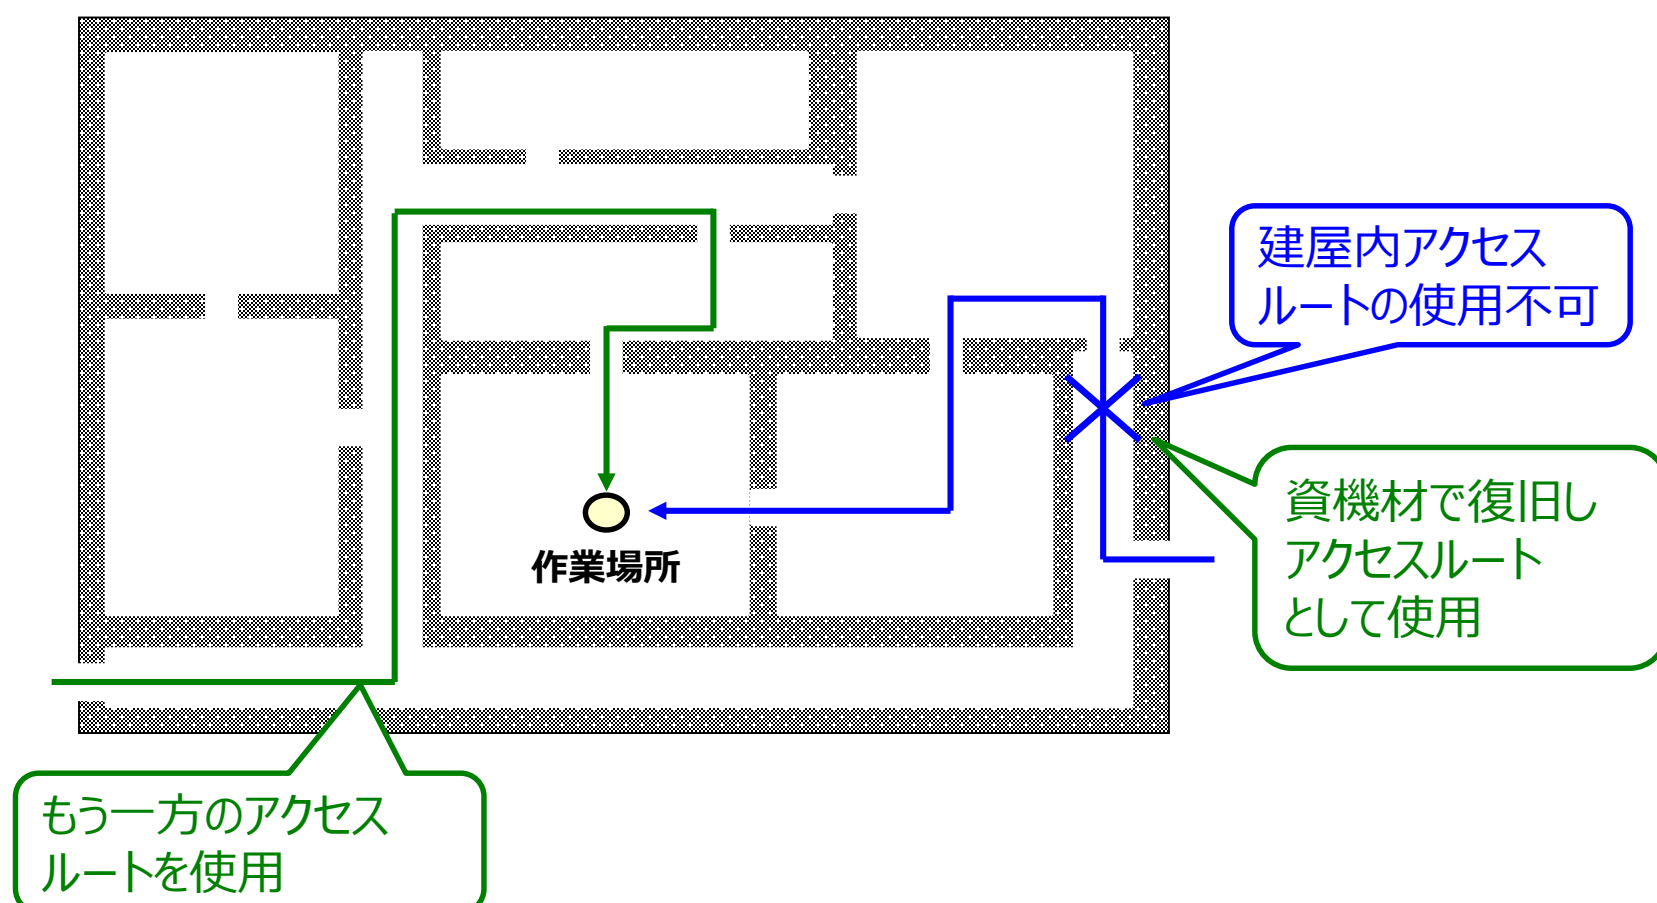 建屋内アクセス
ルートの使用不可
資機材で復旧し
アクセスルート
として使用
作業場所
もう一方のアクセス
ルートを使用